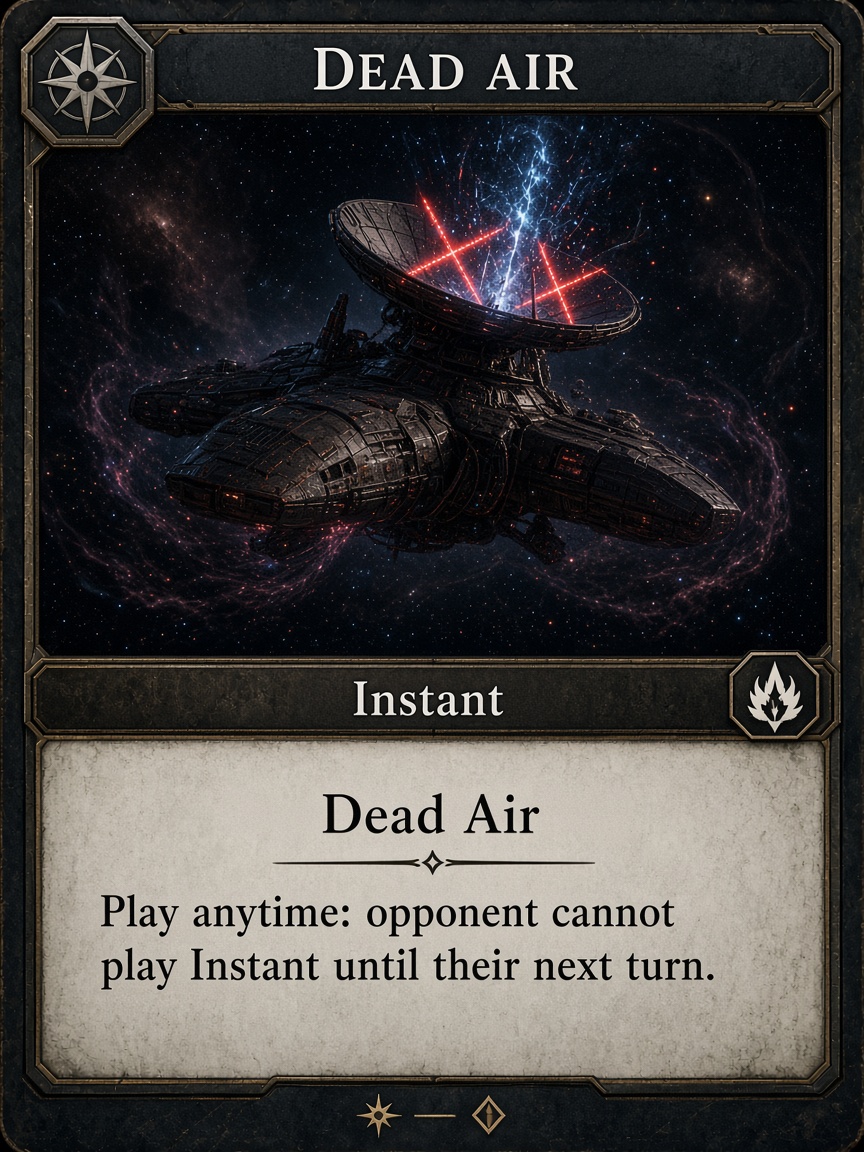 DEAD AIR
Instant
Dead Air
Play anytime: opponent cannot
play Instant until their next turn.